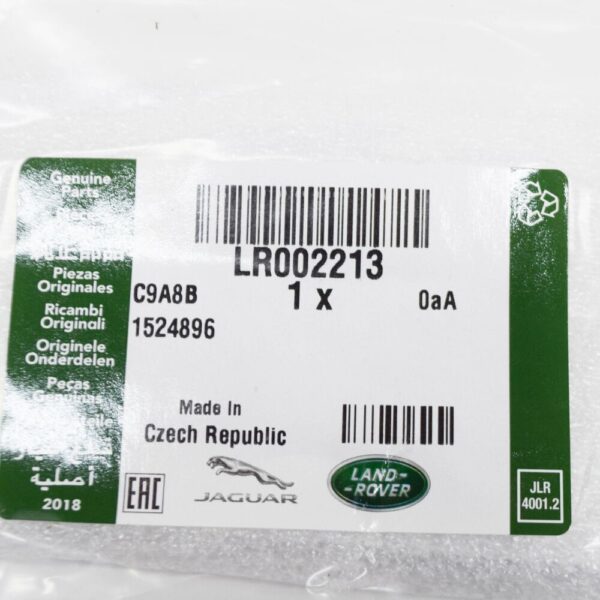 Genuine
Parts
LR002213
1 x
0aA
C9A8B
1524896
Piezas
Originales
Ricambi
Originali
Originele
Onderdelen
Peças
Genuínas
أصلية
2018
Made In
Czech Republic
EAC
JAGUAR
LAND-
-ROVER
JLR
4001.2